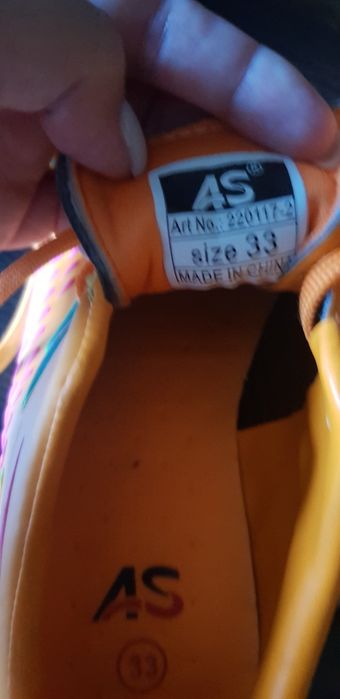 AS®
Art No.: 220117-2
size 33
MADE IN CHINA
AS
33